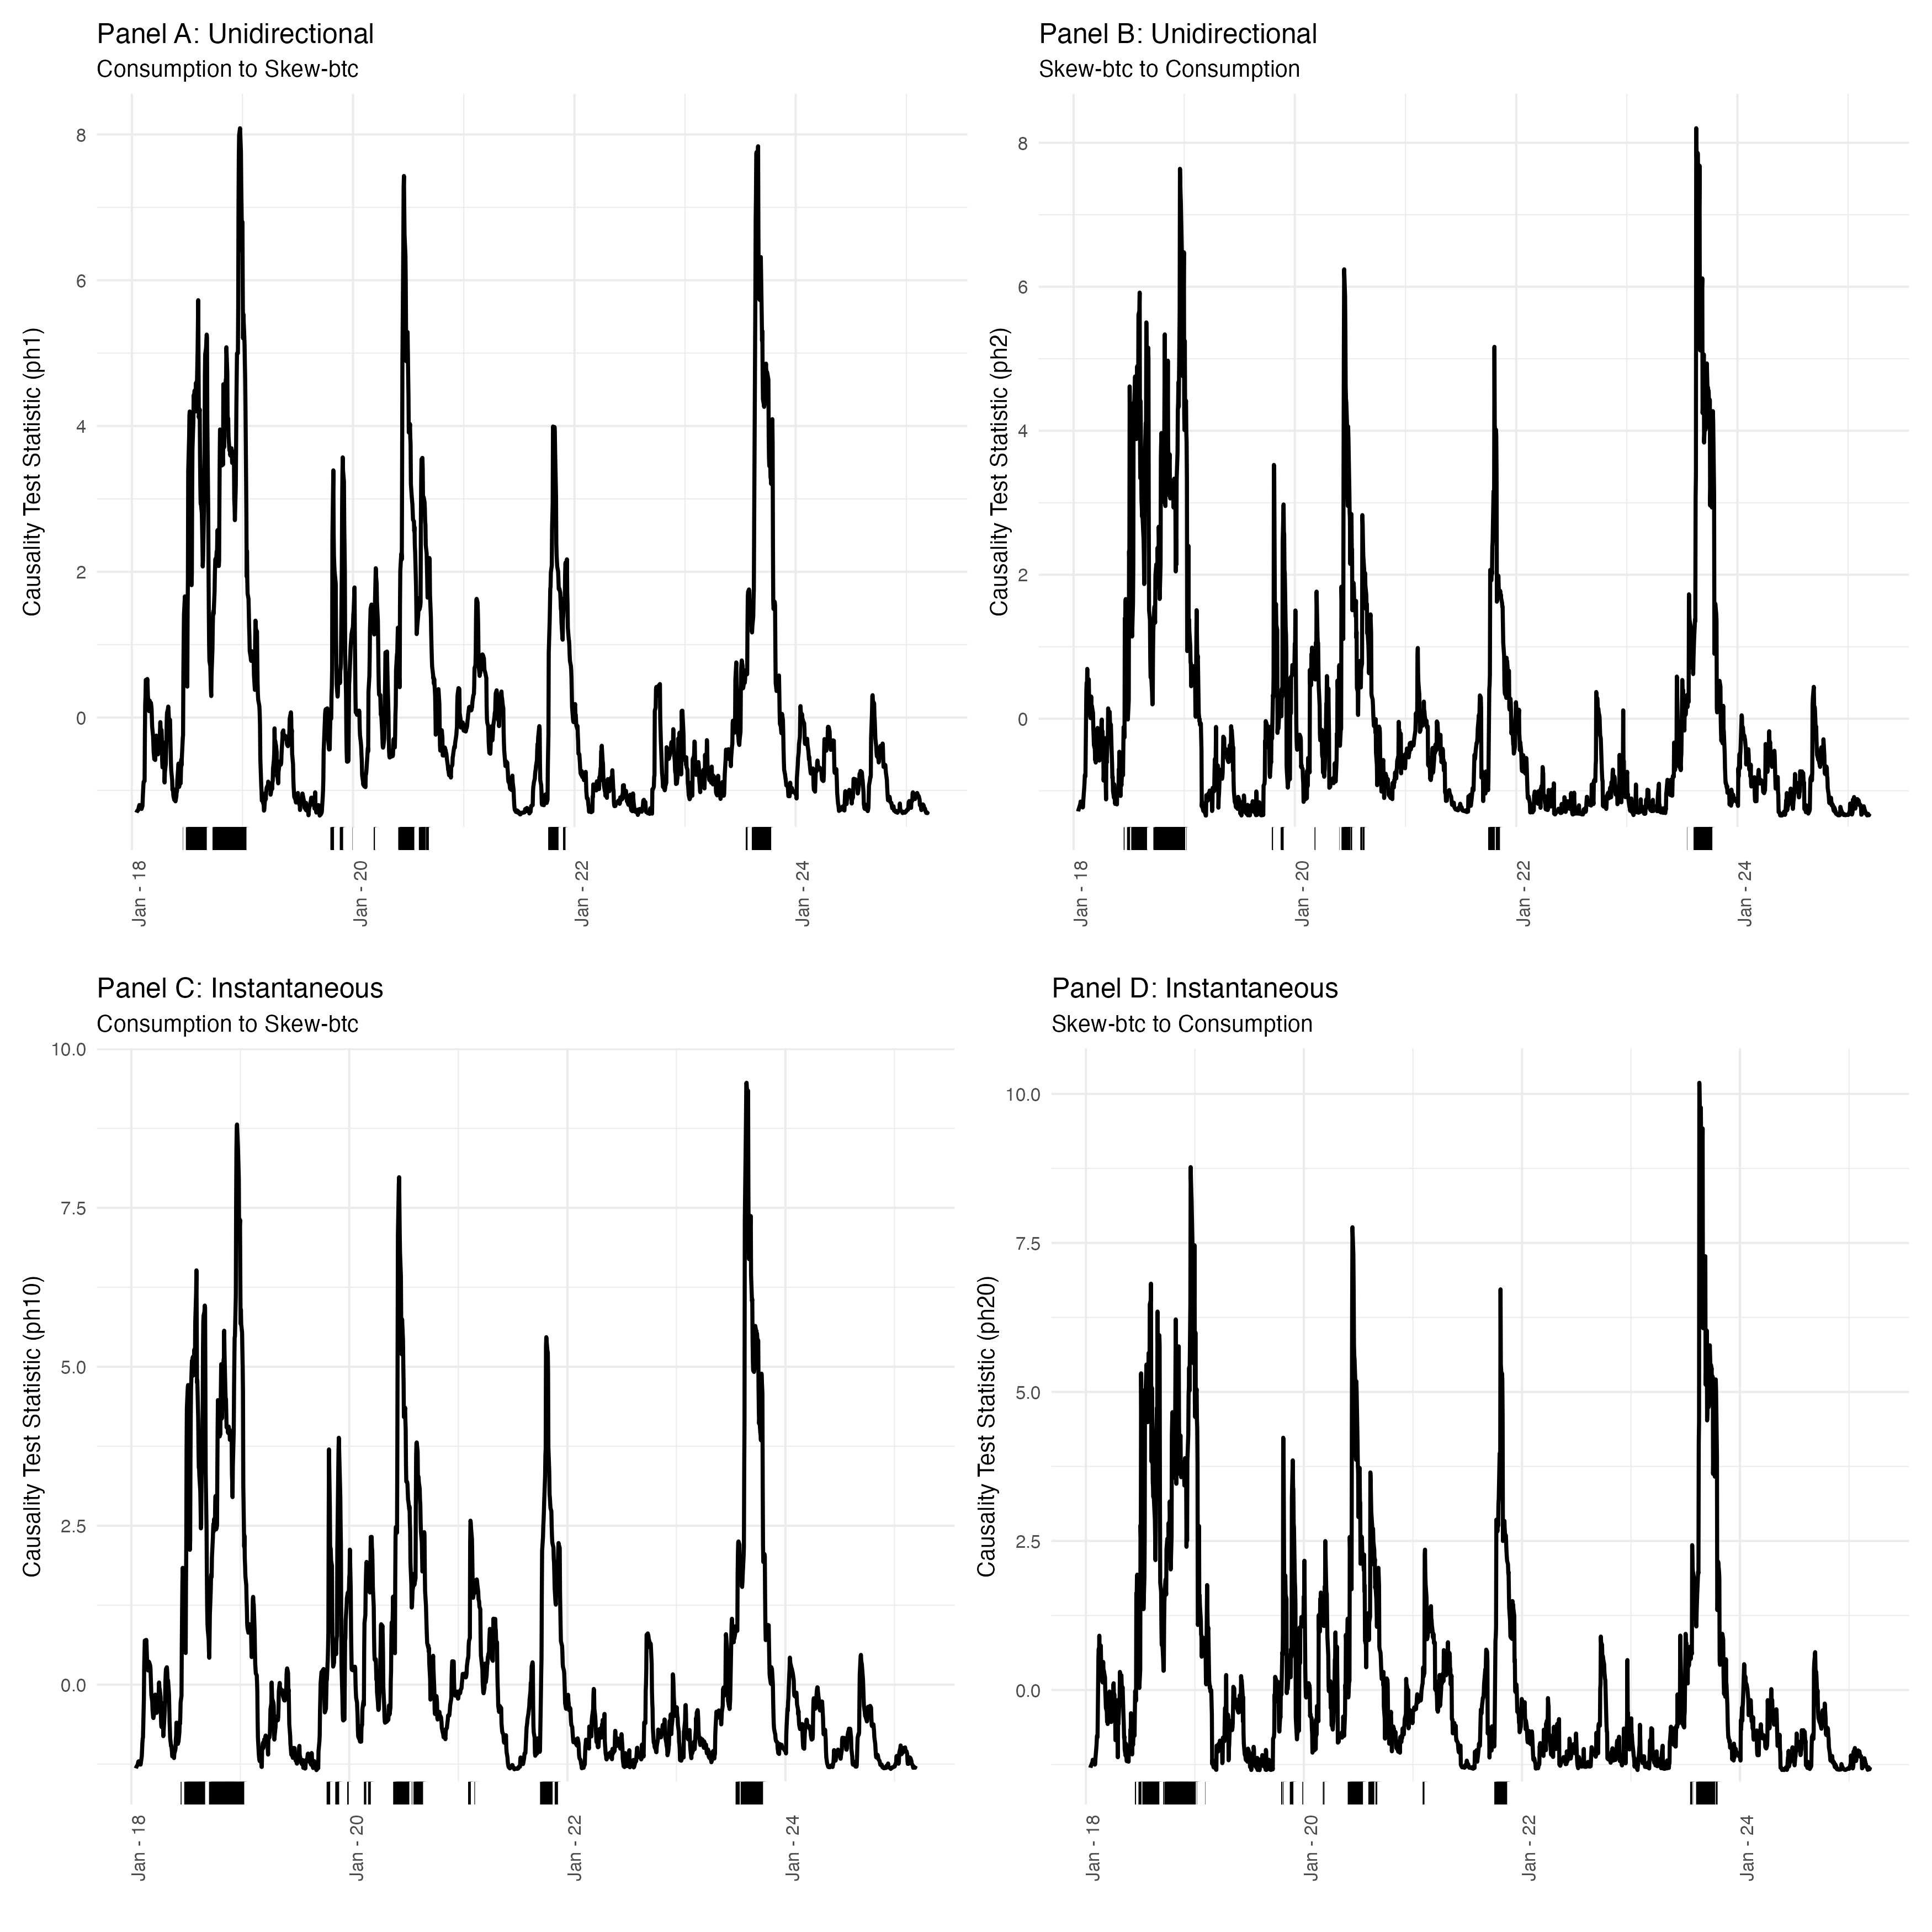 Panel A: Unidirectional
Consumption to Skew-btc
Causality Test Statistic (ph1)
8
6
4
2
0
Jan - 18
Jan - 20
Jan - 22
Jan - 24
Panel B: Unidirectional
Skew-btc to Consumption
Causality Test Statistic (ph2)
8
6
4
2
0
Jan - 18
Jan - 20
Jan - 22
Jan - 24
Panel C: Instantaneous
Consumption to Skew-btc
Causality Test Statistic (ph10)
10.0
7.5
5.0
2.5
0.0
Jan - 18
Jan - 20
Jan - 22
Jan - 24
Panel D: Instantaneous
Skew-btc to Consumption
Causality Test Statistic (ph20)
10.0
7.5
5.0
2.5
0.0
Jan - 18
Jan - 20
Jan - 22
Jan - 24